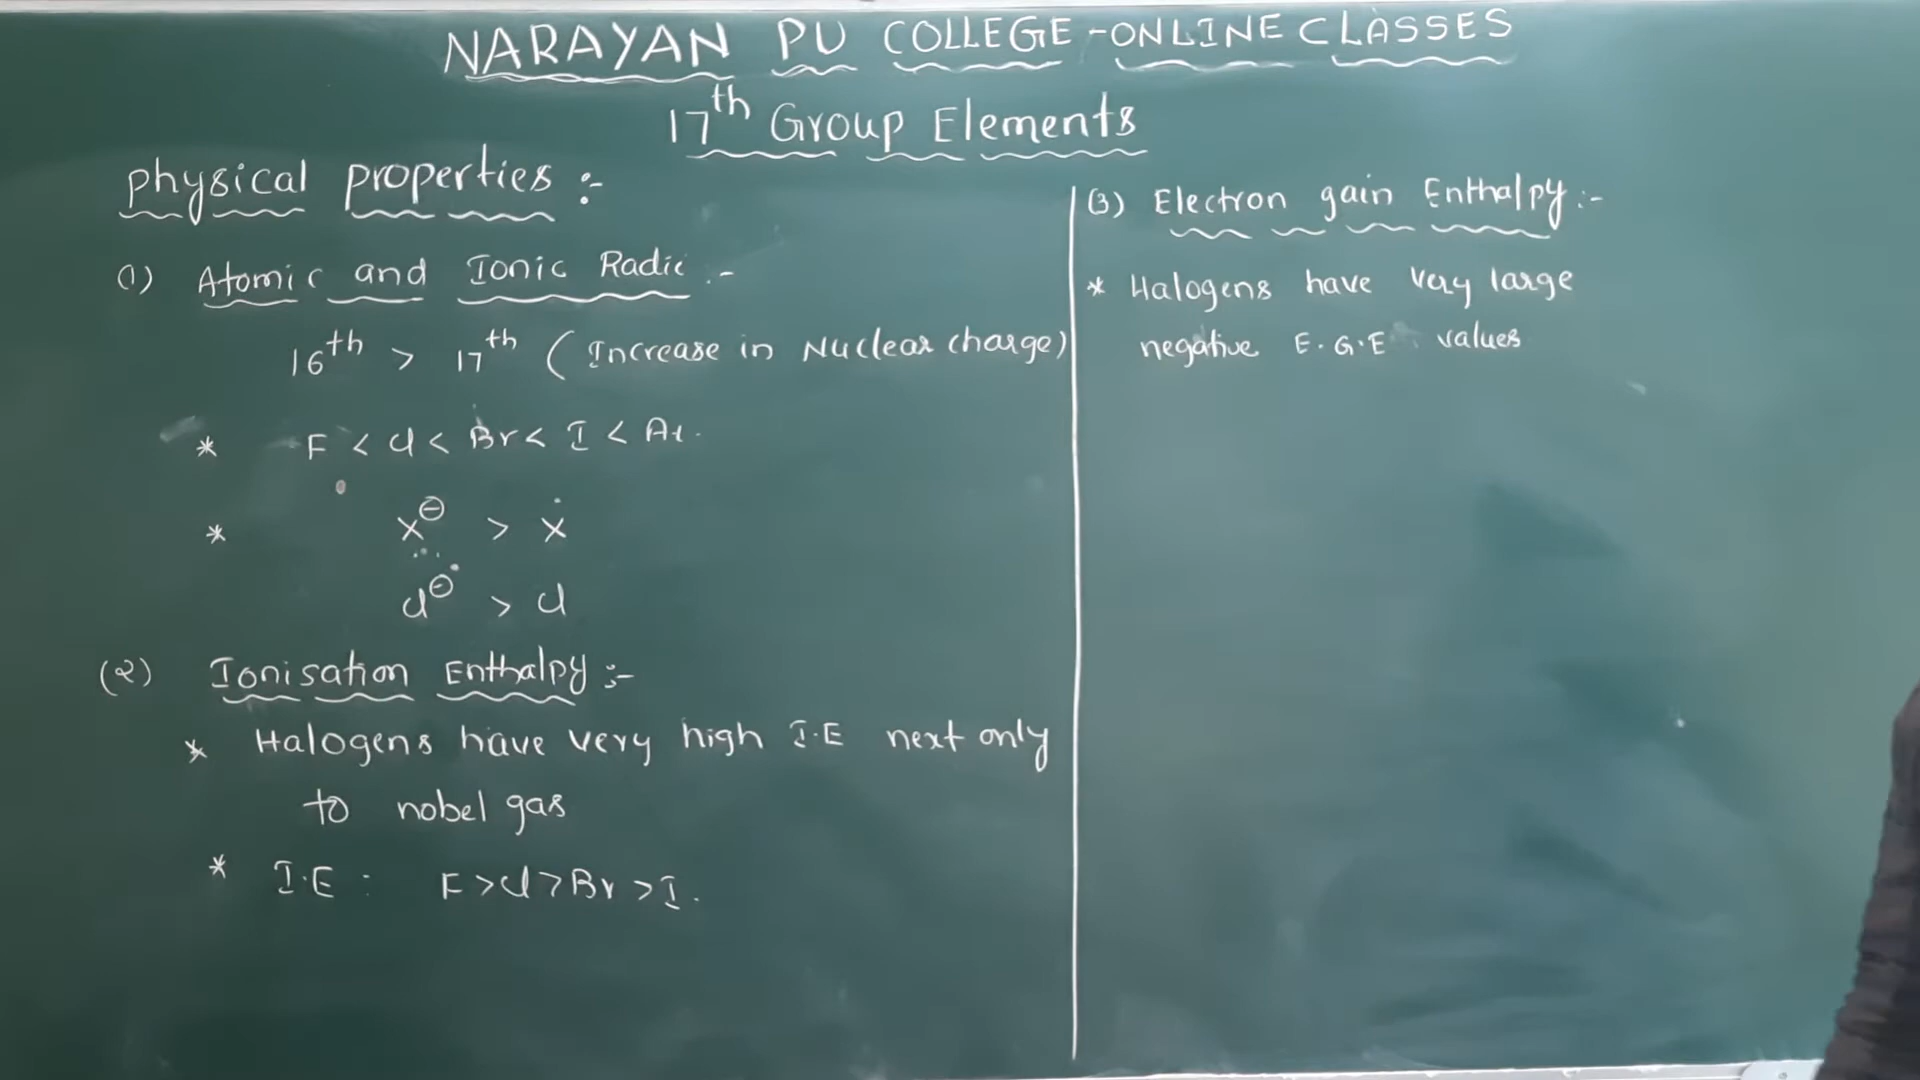 NARAYAN PU COLLEGE - ONLINE CLASSES
17th Group Elements
Physical properties :-
(1) Atomic and Ionic Radii :-
16th > 17th (Increase in Nuclear charge)
* F < Cl < Br < I < At.
* X⊖ > X
Cl⊖ > Cl
(2) Ionisation Enthalpy :-
* Halogens have very high I.E next only
to nobel gas
* I.E : F > Cl > Br > I.
(3) Electron gain Enthalpy :-
* Halogens have very large
negative E.G.E values